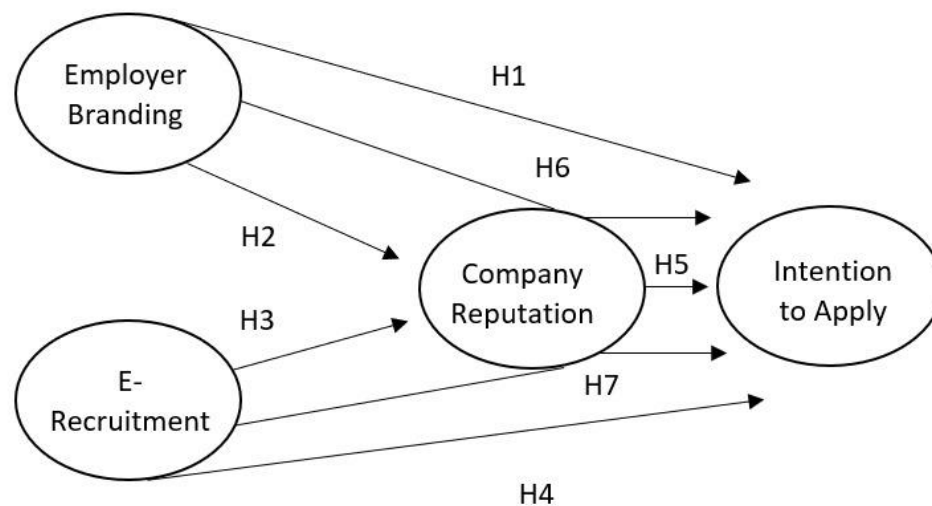 Employer
Branding
H1
H6
H2
Company
Reputation
H5
Intention
to Apply
H3
E-
Recruitment
H7
H4